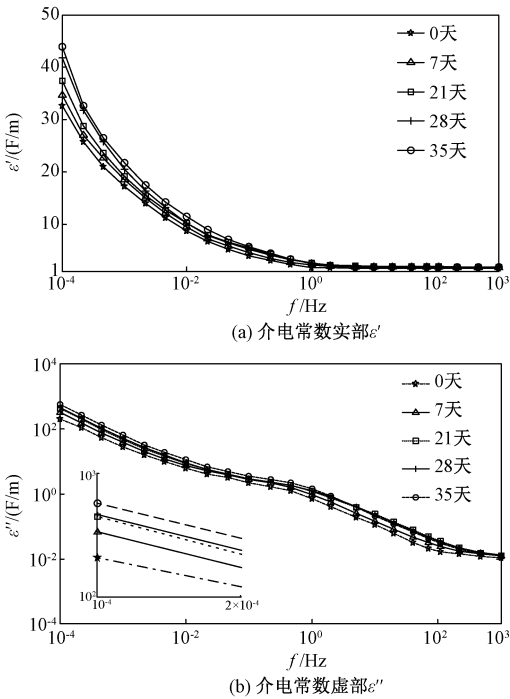 50
40
30
20
10
1
ε′/(F/m)
0天
7天
21天
28天
35天
10⁻⁴ 10⁻² 10⁰ 10² 10³
f/Hz
(a) 介电常数实部ε′
10⁴
10²
10⁰
10⁻²
10⁻⁴
ε″/(F/m)
0天
7天
21天
28天
35天
10³
10²
10⁻⁴ 2×10⁻⁴
10⁻⁴ 10⁻² 10⁰ 10² 10³
f/Hz
(b) 介电常数虚部ε″